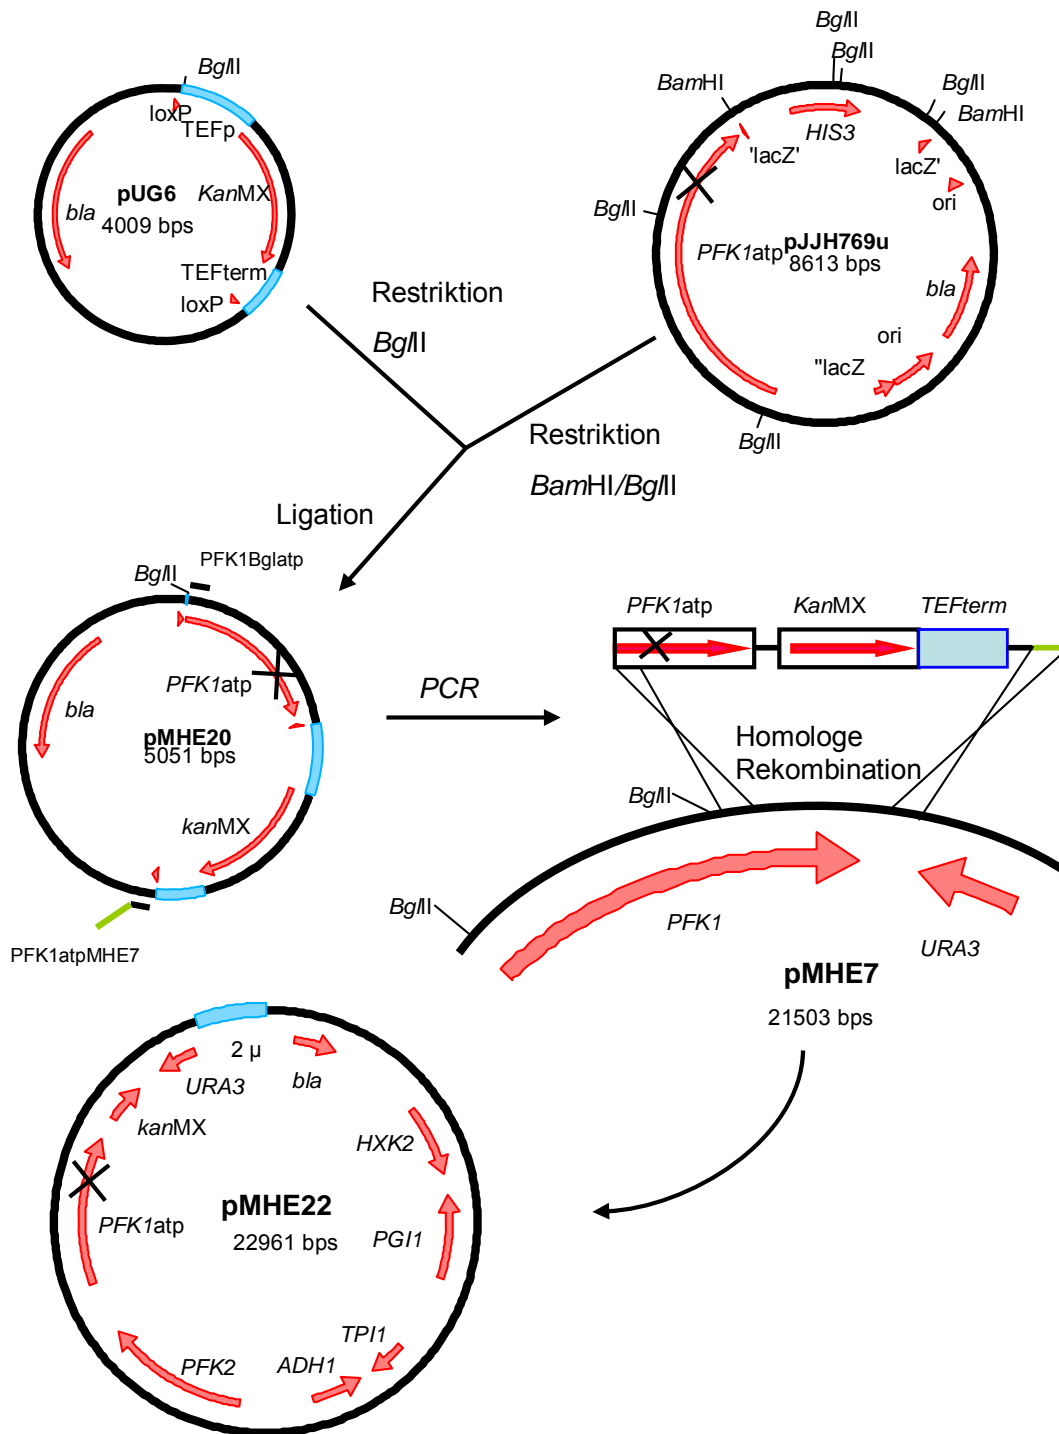 BglII
loxP
TEFp
pUG6
4009 bps
KanMX
bla
TEFterm
loxP
BglII
BglII
BamHI
BglII
BamHI
HIS3
'lacZ'
lacZ'
ori
BglII
PFK1atp
pJJH769u
8613 bps
bla
ori
"lacZ
BglII
Restriktion
BglII
Restriktion
BamHI/BglII
Ligation
PFK1Bglatp
BglII
PFK1atp
bla
pMHE20
5051 bps
kanMX
PFK1atpMHE7
PCR
PFK1atp
KanMX
TEFterm
Homologe
Rekombination
BglII
BglII
PFK1
URA3
pMHE7
21503 bps
2 µ
URA3
bla
kanMX
HXK2
PFK1atp
pMHE22
22961 bps
PGI1
TPI1
ADH1
PFK2